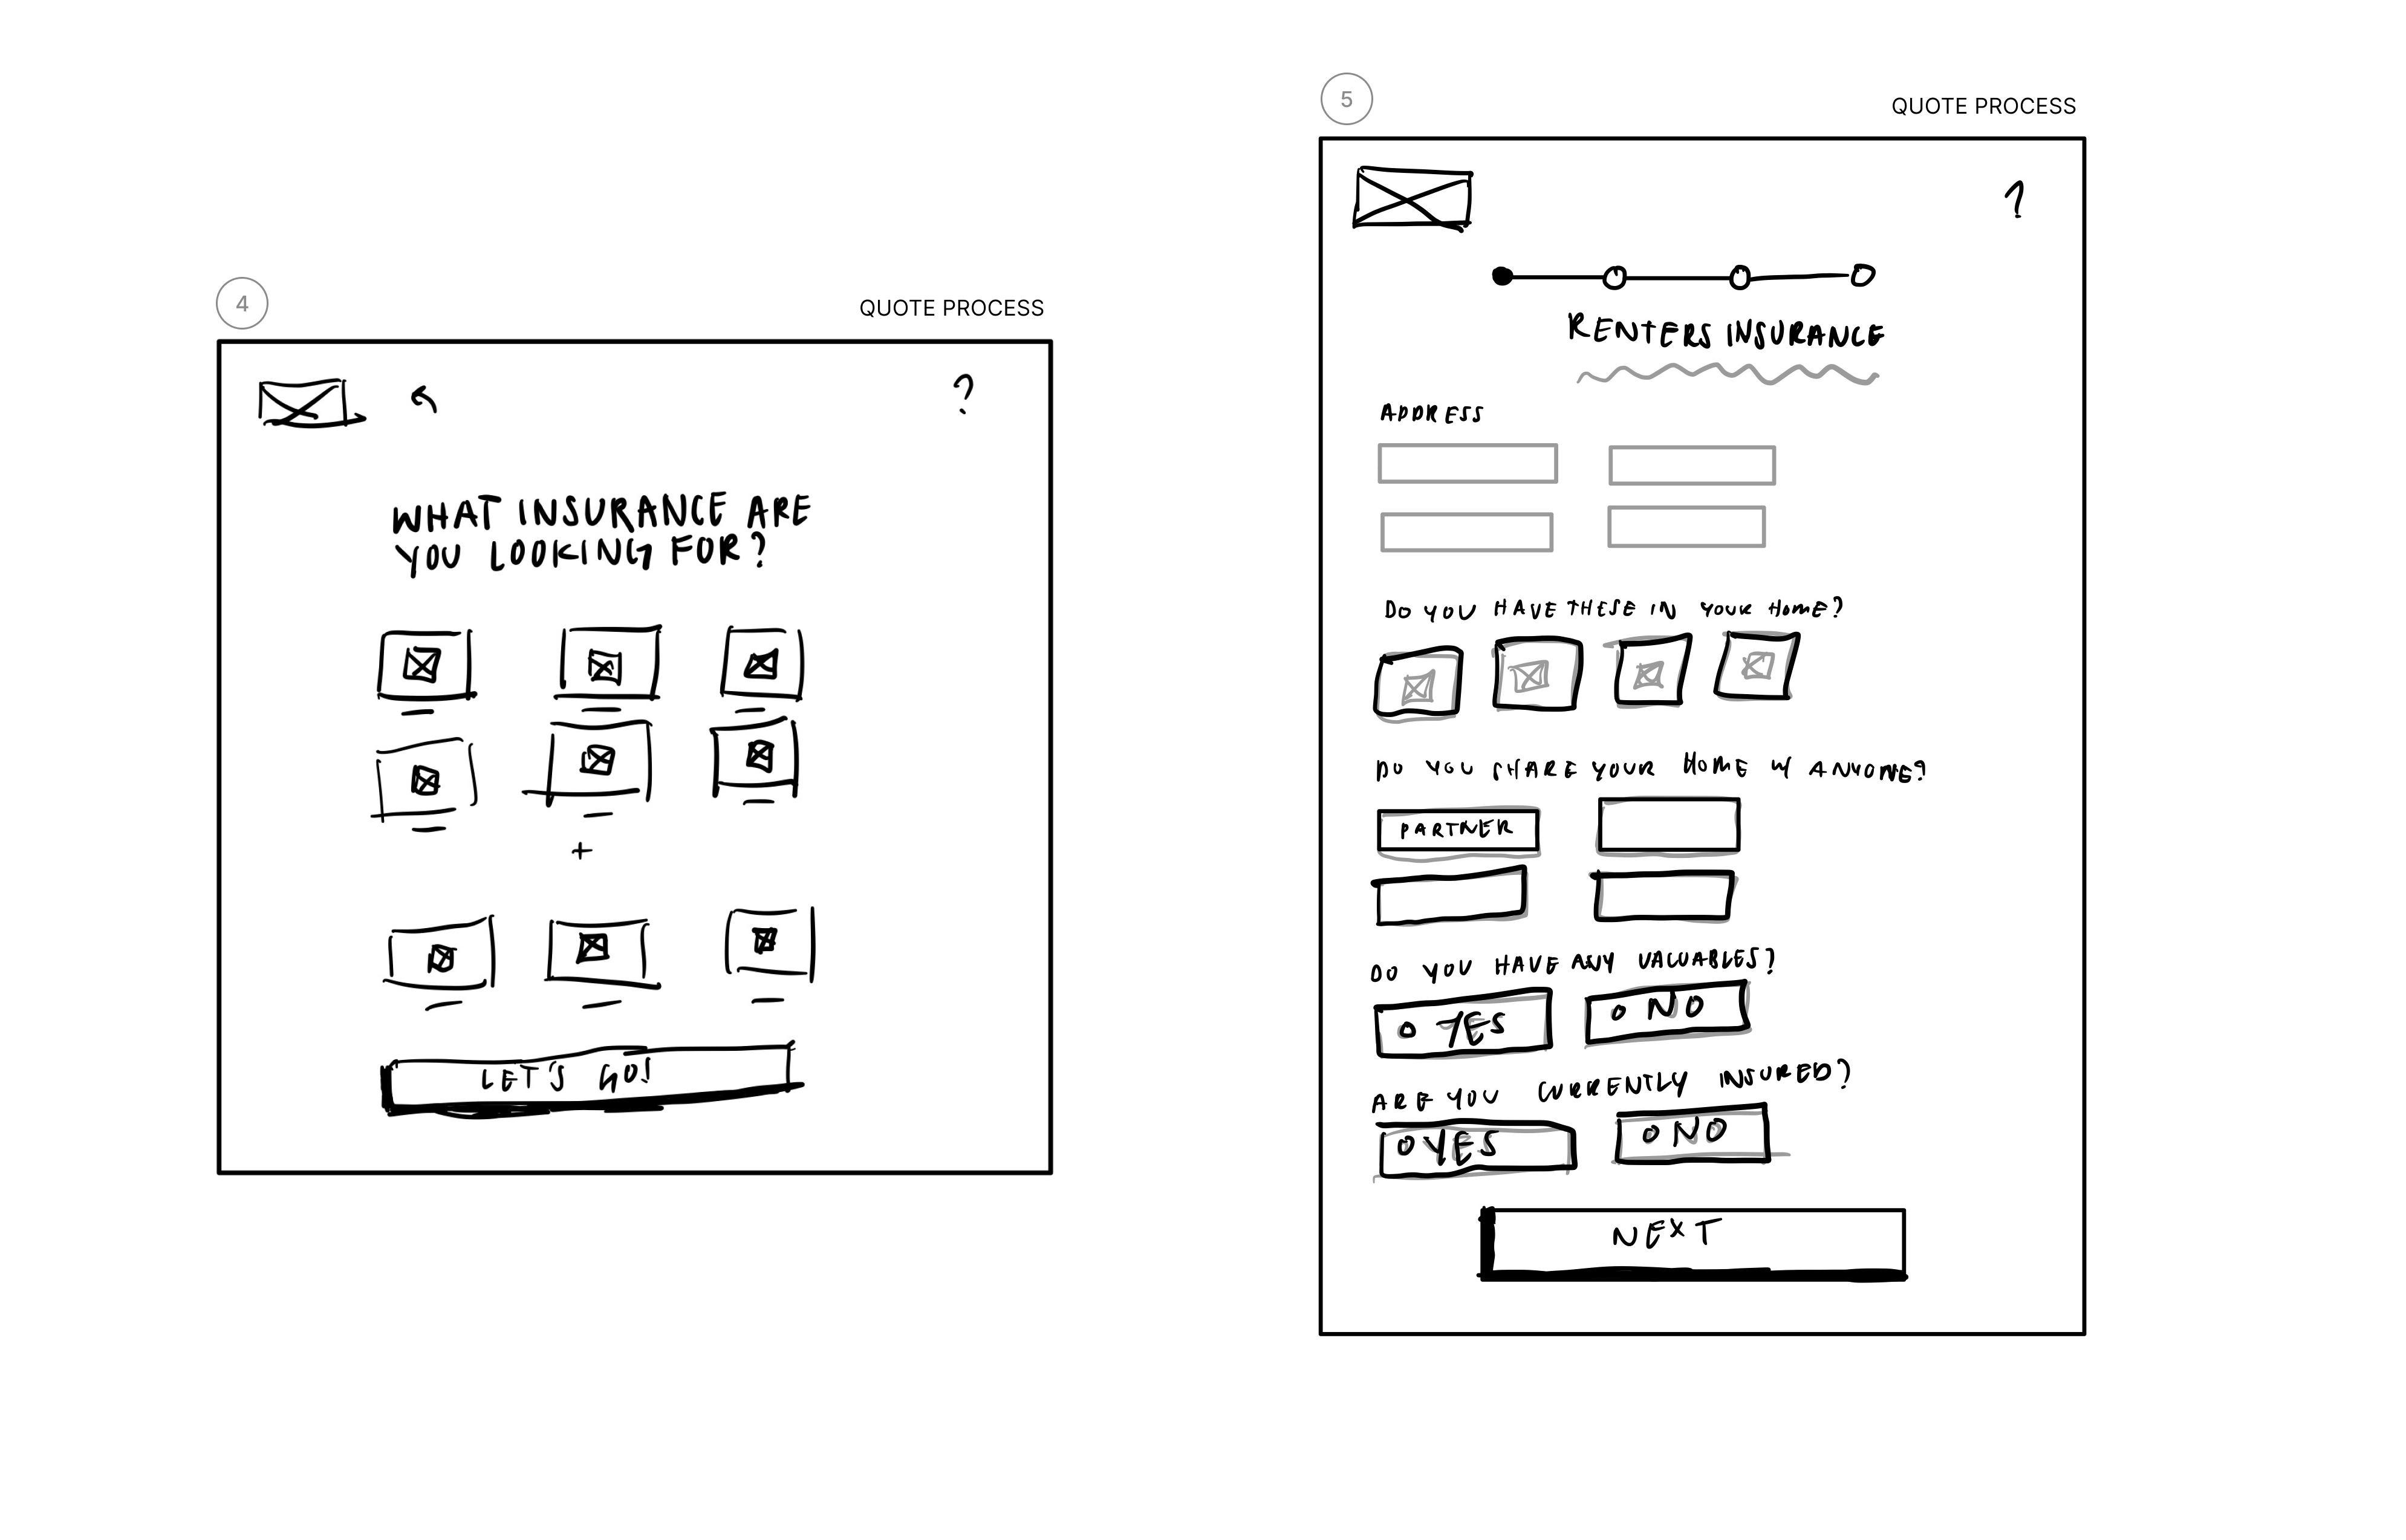 4
QUOTE PROCESS
?
WHAT INSURANCE ARE
YOU LOOKING FOR?
+
LET'S GO!
5
QUOTE PROCESS
?
RENTERS INSURANCE
ADDRESS
DO YOU HAVE THESE IN YOUR HOME?
DO YOU SHARE YOUR HOME W/ ANYONE?
PARTNER
DO YOU HAVE ANY VALUABLES?
YES NO
ARE YOU CURRENTLY INSURED?
YES NO
NEXT